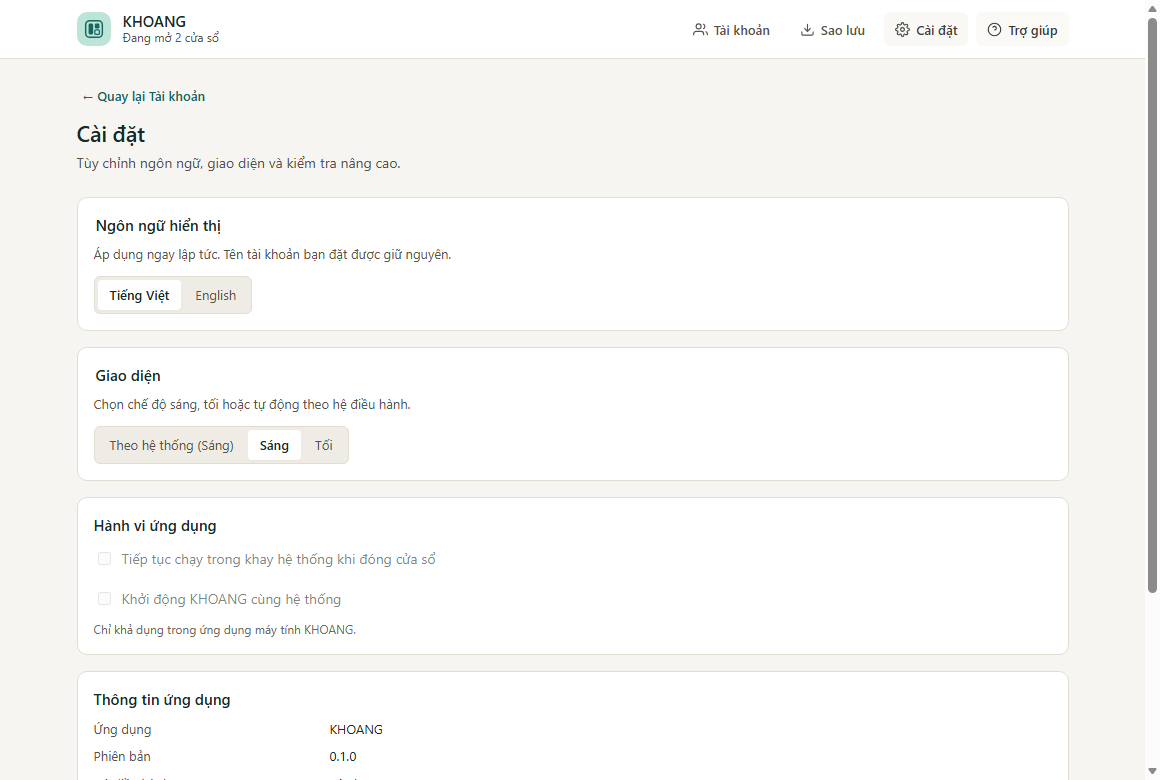 KHOANG
Đang mở 2 cửa sổ
Tài khoản
Sao lưu
Cài đặt
Trợ giúp
← Quay lại Tài khoản
Cài đặt
Tùy chỉnh ngôn ngữ, giao diện và kiểm tra nâng cao.
Ngôn ngữ hiển thị
Áp dụng ngay lập tức. Tên tài khoản bạn đặt được giữ nguyên.
Tiếng Việt
English
Giao diện
Chọn chế độ sáng, tối hoặc tự động theo hệ điều hành.
Theo hệ thống (Sáng)
Sáng
Tối
Hành vi ứng dụng
Tiếp tục chạy trong khay hệ thống khi đóng cửa sổ
Khởi động KHOANG cùng hệ thống
Chỉ khả dụng trong ứng dụng máy tính KHOANG.
Thông tin ứng dụng
Ứng dụng KHOANG
Phiên bản 0.1.0